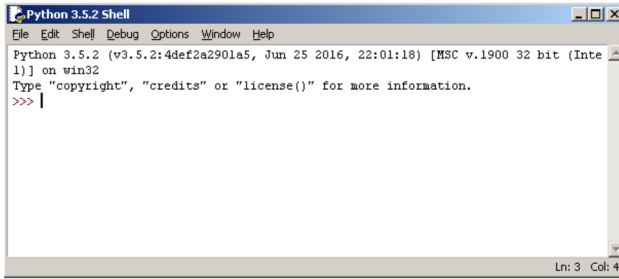 Python 3.5.2 Shell
File Edit Shell Debug Options Window Help
Python 3.5.2 (v3.5.2:4def2a2901a5, Jun 25 2016, 22:01:18) [MSC v.1900 32 bit (Inte
l)] on win32
Type "copyright", "credits" or "license()" for more information.
>>>
Ln: 3 Col: 4